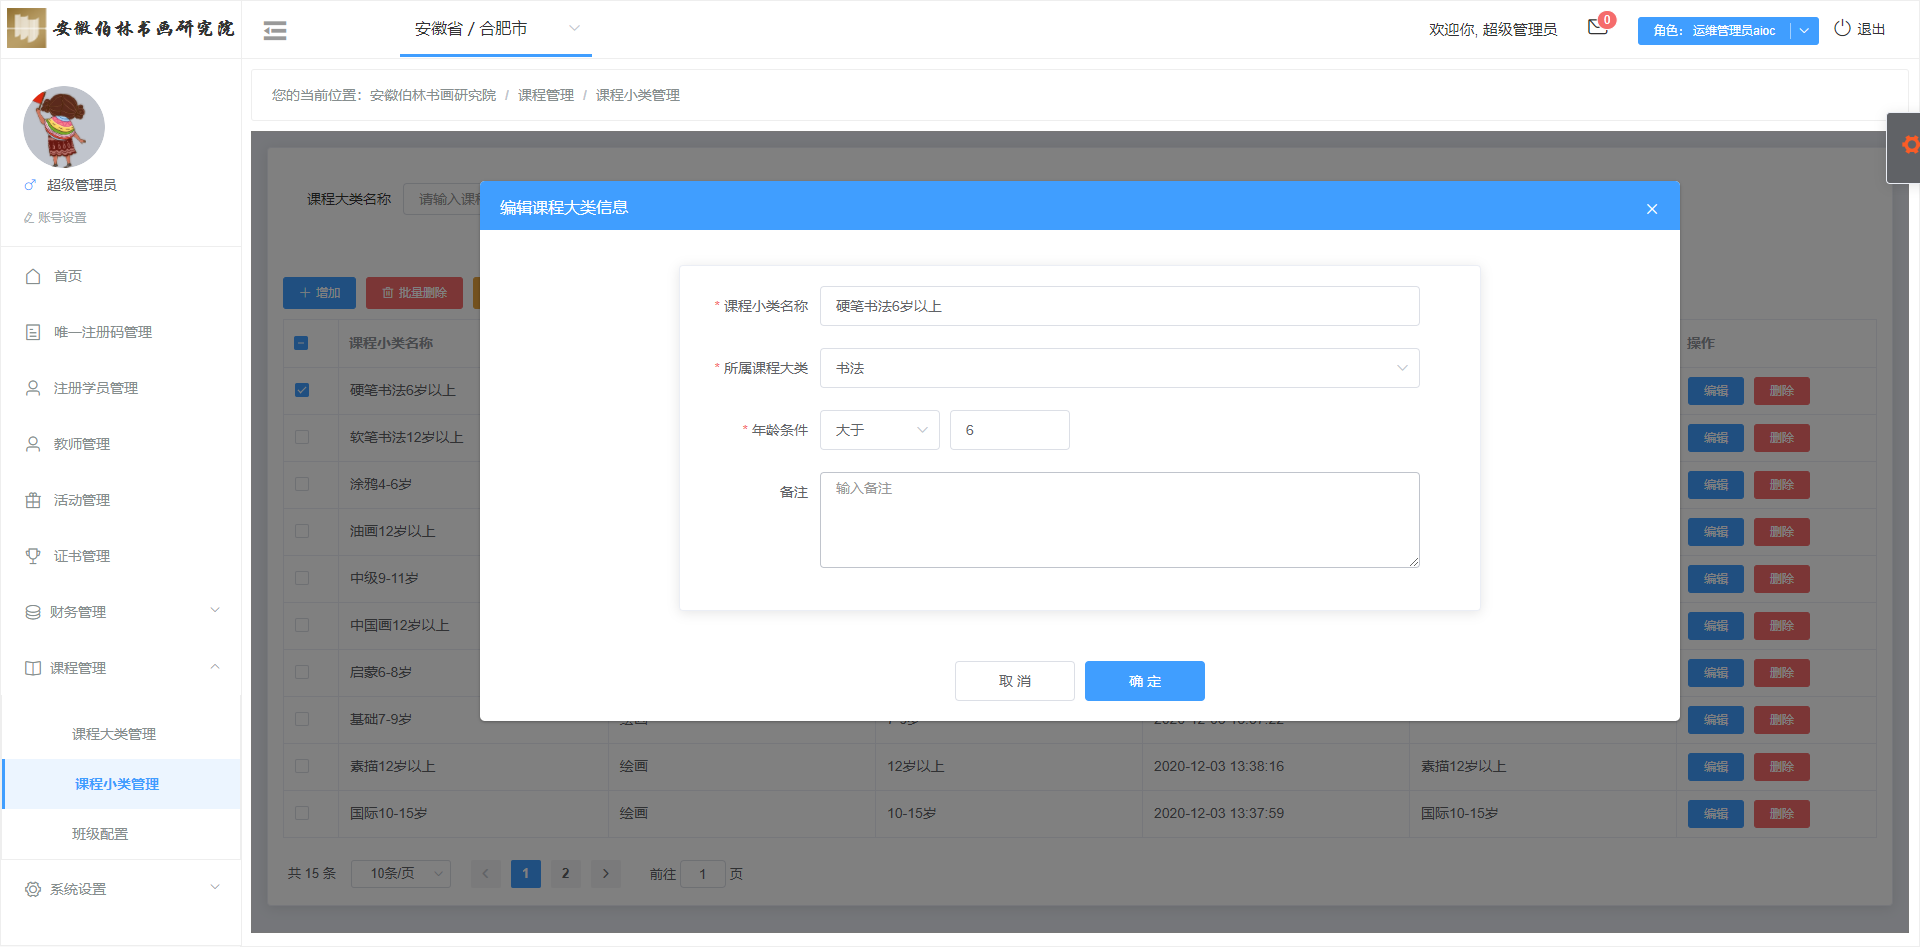 安徽伯林书画研究院
安徽省 / 合肥市
欢迎你, 超级管理员
0
角色： 运维管理员aioc
退出
超级管理员
账号设置
首页
唯一注册码管理
注册学员管理
教师管理
活动管理
证书管理
财务管理
课程管理
课程大类管理
课程小类管理
班级配置
系统设置
您的当前位置： 安徽伯林书画研究院 / 课程管理 / 课程小类管理
课程大类名称 请输入课
增加 批量删除
课程小类名称 操作
硬笔书法6岁以上 编辑 删除
软笔书法12岁以上 编辑 删除
涂鸦4-6岁 编辑 删除
油画12岁以上 编辑 删除
中级9-11岁 编辑 删除
中国画12岁以上 编辑 删除
启蒙6-8岁 编辑 删除
基础7-9岁 绘画 7-9岁 2020-12-03 13:37:22 编辑 删除
素描12岁以上 绘画 12岁以上 2020-12-03 13:38:16 素描12岁以上 编辑 删除
国际10-15岁 绘画 10-15岁 2020-12-03 13:37:59 国际10-15岁 编辑 删除
共 15 条 10条/页 1 2 前往 1 页
编辑课程大类信息
* 课程小类名称 硬笔书法6岁以上
* 所属课程大类 书法
* 年龄条件 大于 6
备注 输入备注
取 消 确 定